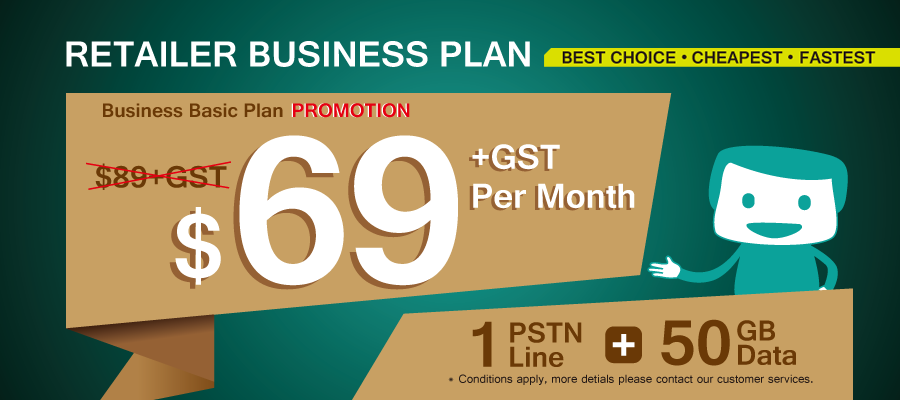 RETAILER BUSINESS PLAN
BEST CHOICE • CHEAPEST • FASTEST
Business Basic Plan PROMOTION
$89+GST
$69
+GST
Per Month
1 PSTN Line + 50 GB Data
• Conditions apply, more detials please contact our customer services.